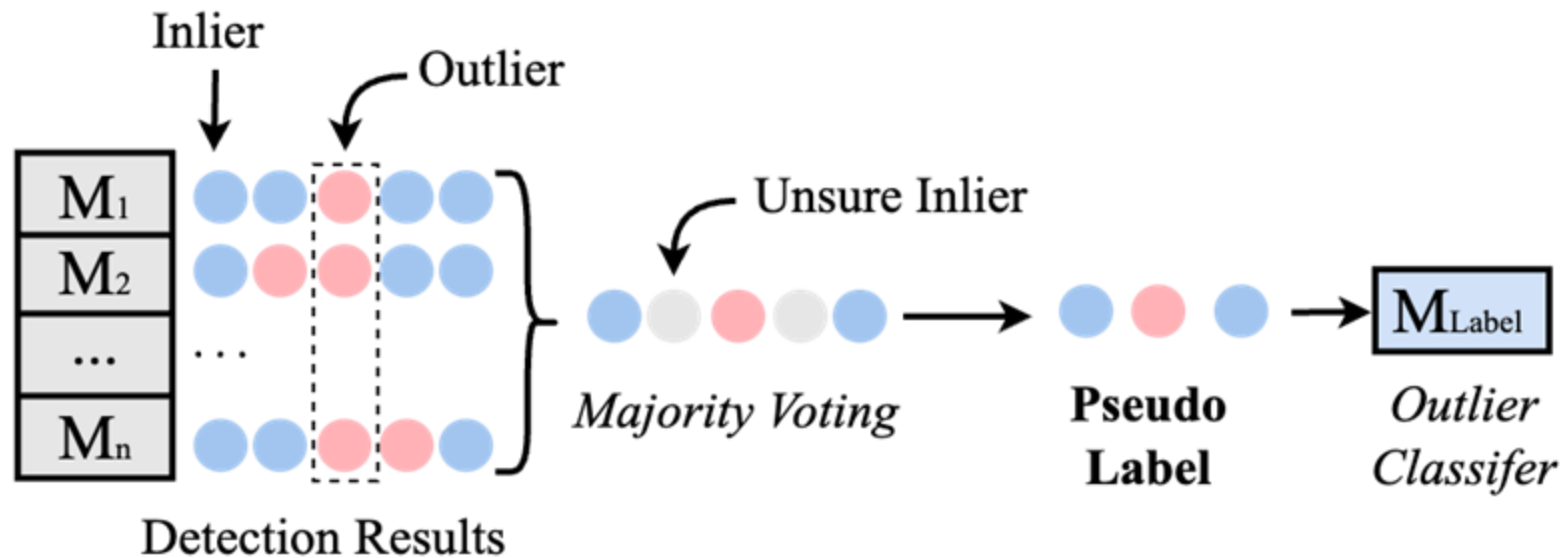 Inlier
Outlier
M1
M2
...
Mn
...
Detection Results
Unsure Inlier
Majority Voting
Pseudo
Label
MLabel
Outlier
Classifer